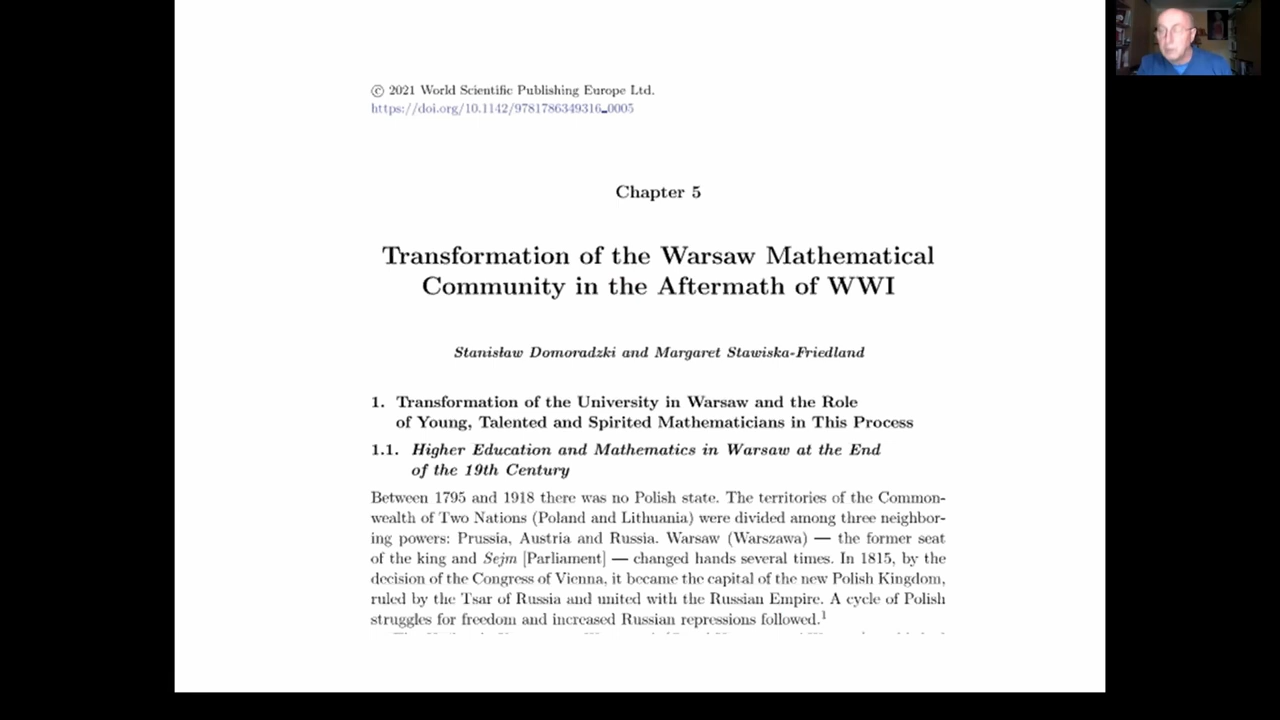 © 2021 World Scientific Publishing Europe Ltd.
https://doi.org/10.1142/9781786349316_0005
Chapter 5
Transformation of the Warsaw Mathematical
Community in the Aftermath of WWI
Stanisław Domoradzki and Margaret Stawiska-Friedland
1. Transformation of the University in Warsaw and the Role
of Young, Talented and Spirited Mathematicians in This Process
1.1. Higher Education and Mathematics in Warsaw at the End
of the 19th Century
Between 1795 and 1918 there was no Polish state. The territories of the Common-
wealth of Two Nations (Poland and Lithuania) were divided among three neighbor-
ing powers: Prussia, Austria and Russia. Warsaw (Warszawa) — the former seat
of the king and Sejm [Parliament] — changed hands several times. In 1815, by the
decision of the Congress of Vienna, it became the capital of the new Polish Kingdom,
ruled by the Tsar of Russia and united with the Russian Empire. A cycle of Polish
struggles for freedom and increased Russian repressions followed.¹